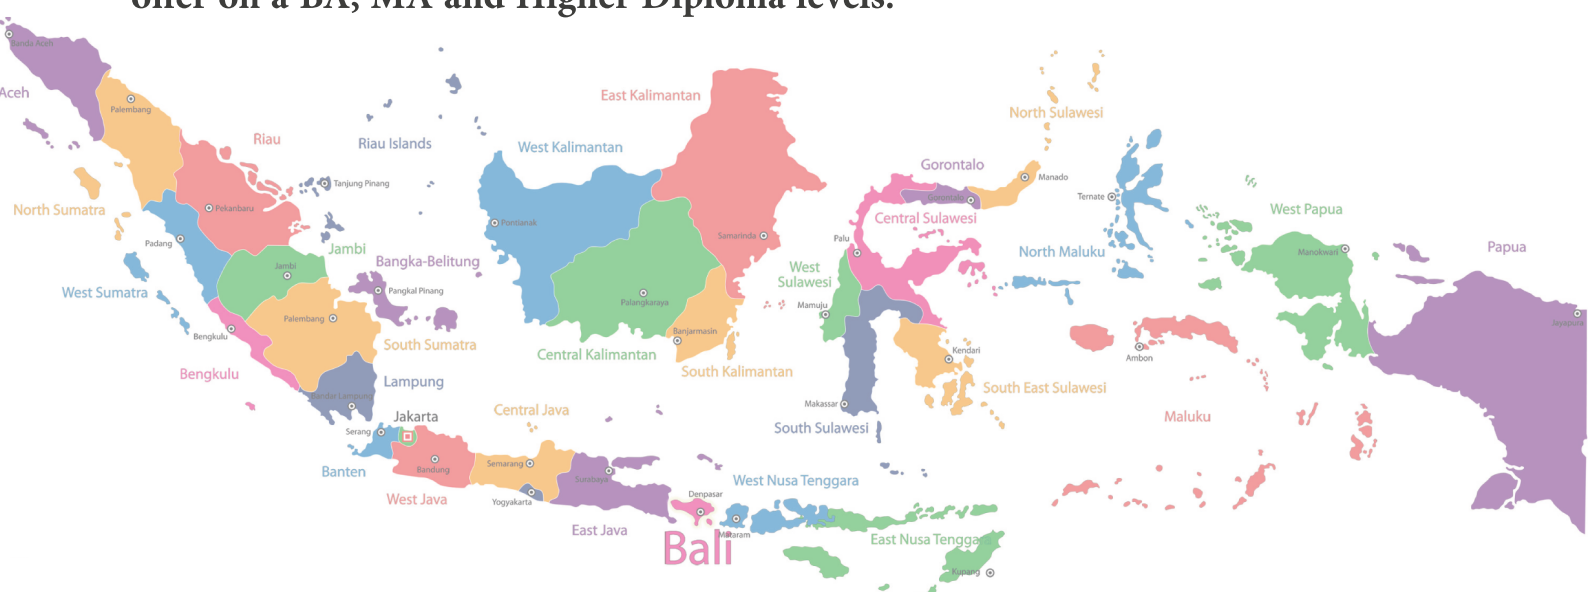 offer on a BA, MA and Higher Diploma levels.
Banda Aceh
Aceh
Palembang
North Sumatra
Riau
Pekanbaru
Riau Islands
Tanjung Pinang
Padang
West Sumatra
Jambi
Jambi
Bangka-Belitung
Pangkal Pinang
Palembang
South Sumatra
Bengkulu
Bengkulu
Lampung
Bandar Lampung
Jakarta
Serang
Banten
Bandung
West Java
Central Java
Semarang
Yogyakarta
Surabaya
East Java
Denpasar
Bali
Mataram
West Nusa Tenggara
East Nusa Tenggara
Kupang
West Kalimantan
Pontianak
East Kalimantan
Samarinda
Palangkaraya
Central Kalimantan
Banjarmasin
South Kalimantan
North Sulawesi
Manado
Gorontalo
Gorontalo
Central Sulawesi
Palu
West
Sulawesi
Mamuju
Kendari
South East Sulawesi
Makassar
South Sulawesi
Ternate
North Maluku
Ambon
Maluku
West Papua
Manokwari
Papua
Jayapura